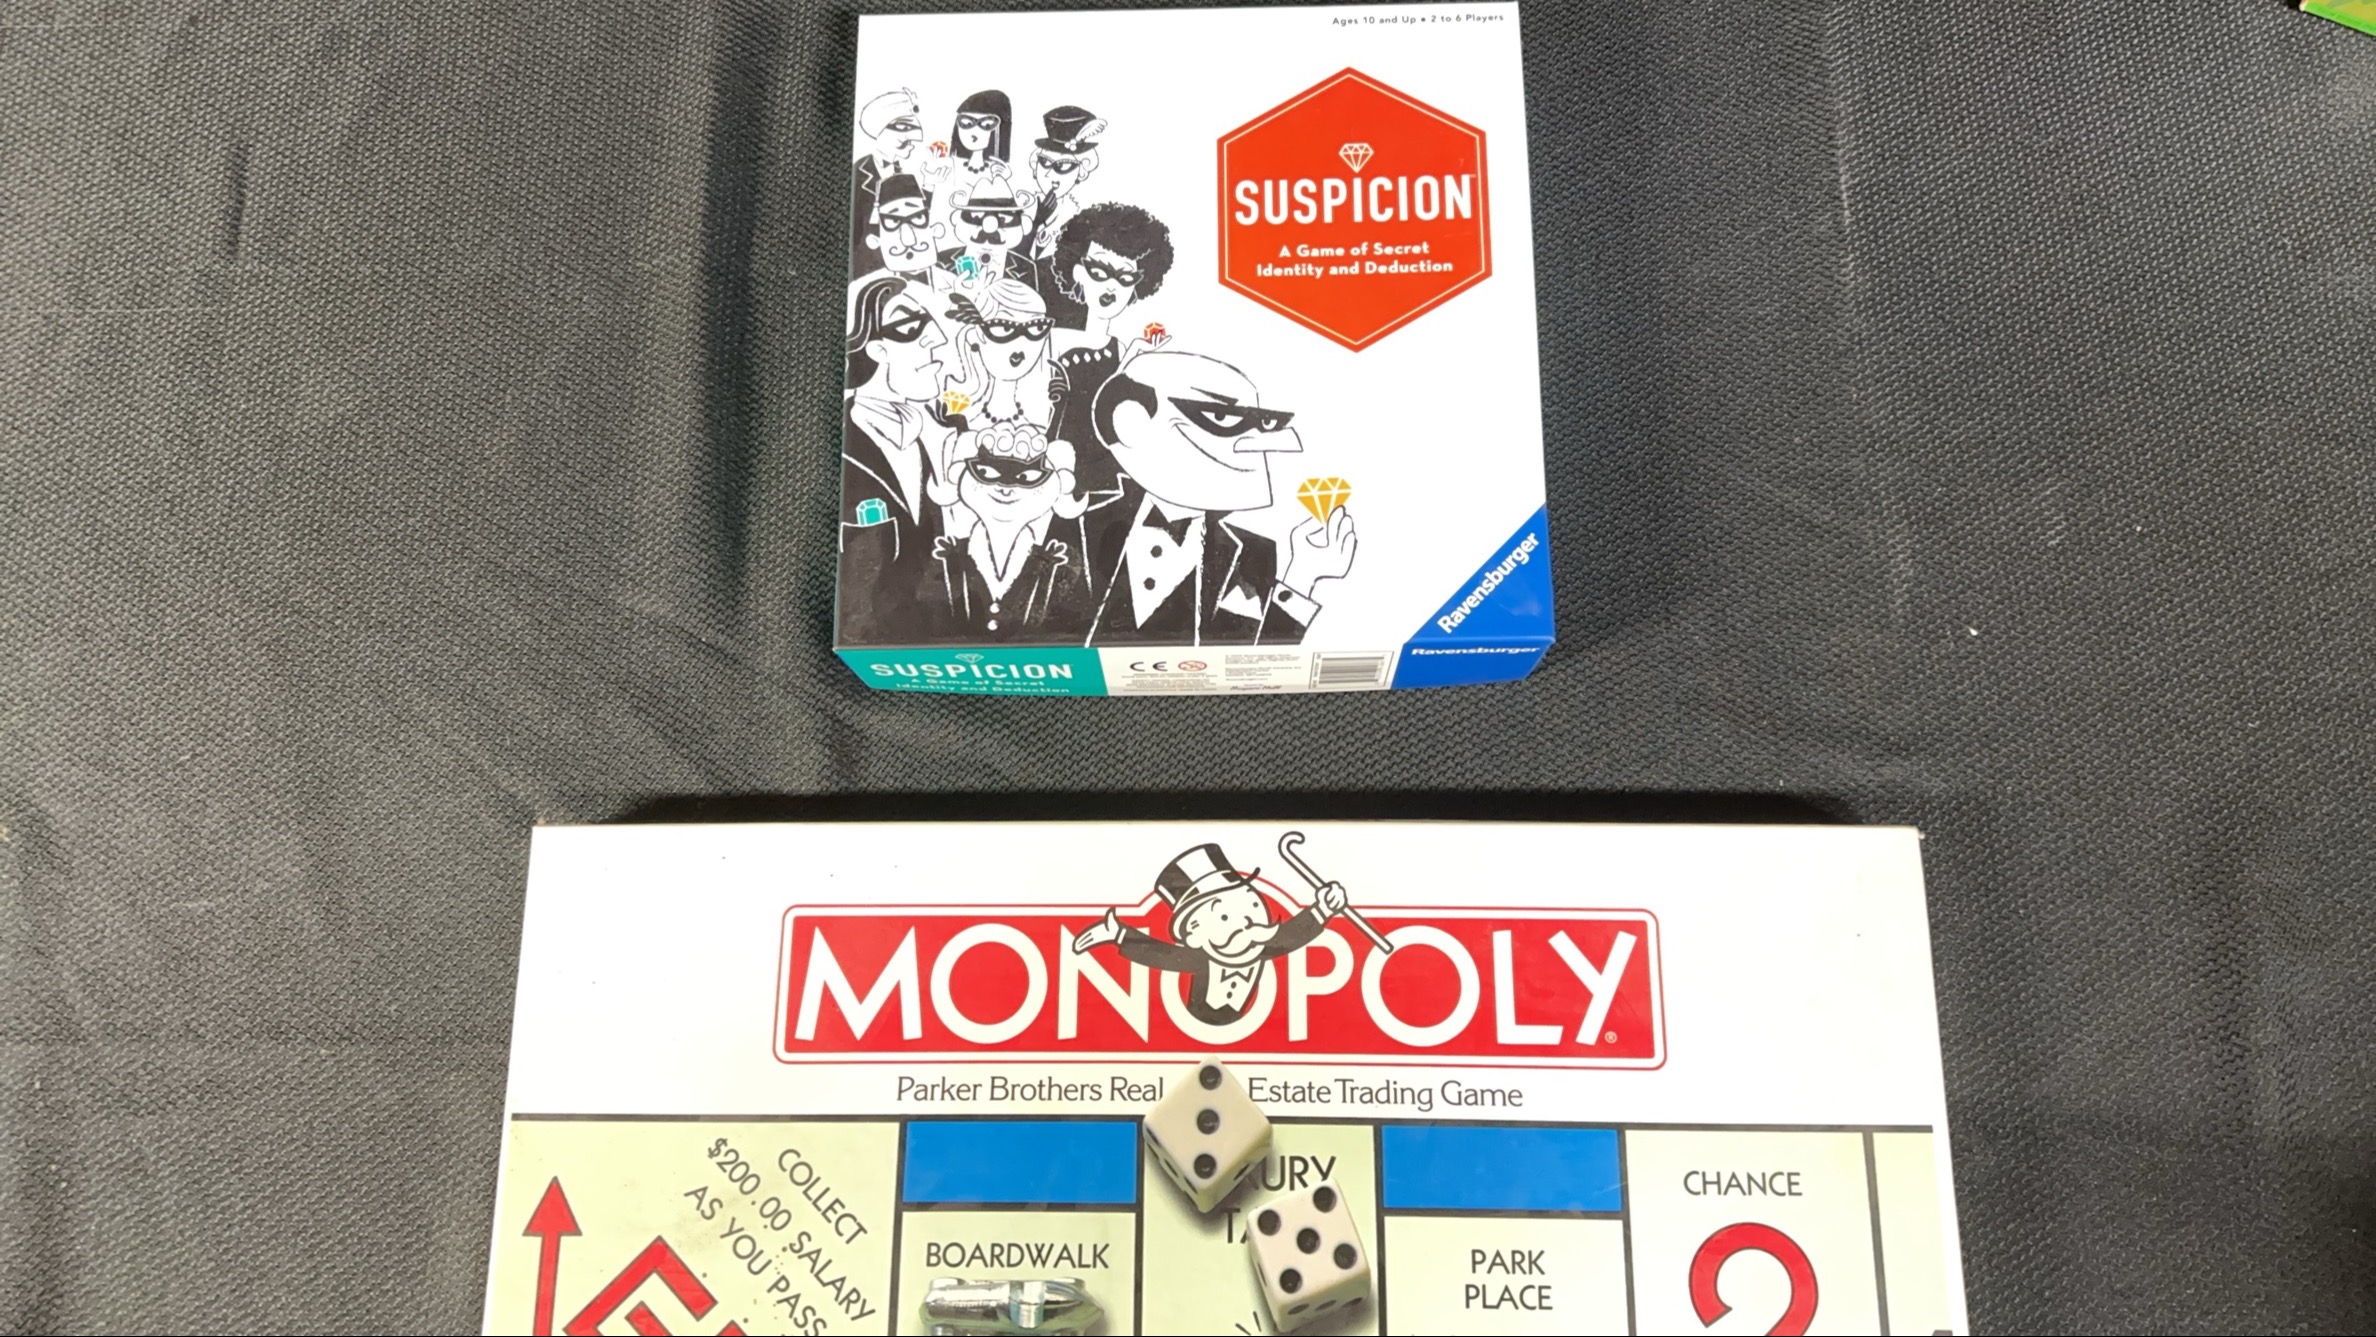 Ages 10 and Up • 2 to 6 Players
SUSPICION
A Game of Secret
Identity and Deduction
Ravensburger
SUSPICION
A Game of Secret
Identity and Deduction
CE
Ravensburger
MONOPOLY®
Parker Brothers Real Estate Trading Game
COLLECT
$200.00 SALARY
AS YOU PASS
BOARDWALK
PARK
PLACE
CHANCE
?